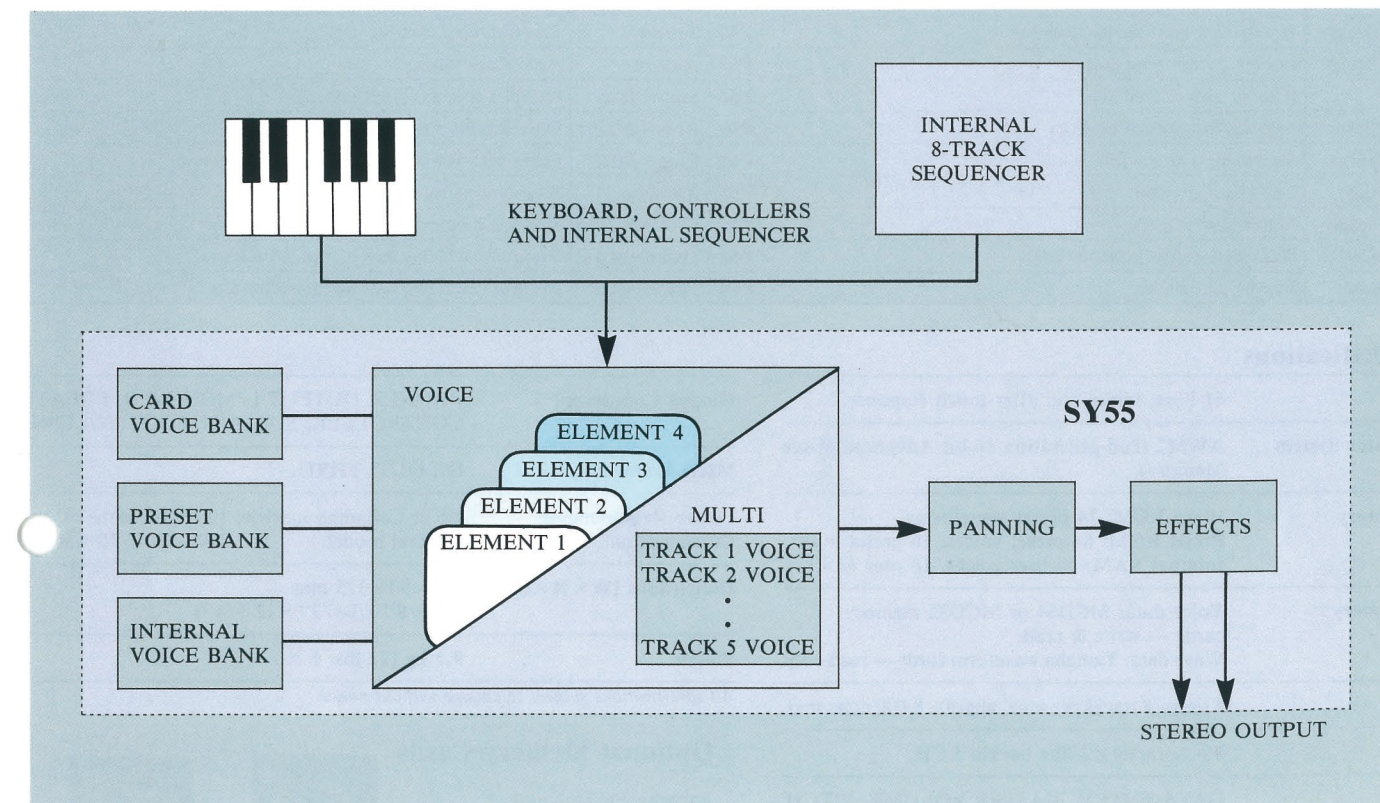 INTERNAL
8-TRACK
SEQUENCER
KEYBOARD, CONTROLLERS
AND INTERNAL SEQUENCER
CARD
VOICE BANK
PRESET
VOICE BANK
INTERNAL
VOICE BANK
VOICE
ELEMENT 4
ELEMENT 3
ELEMENT 2
ELEMENT 1
MULTI
TRACK 1 VOICE
TRACK 2 VOICE
TRACK 5 VOICE
SY55
PANNING
EFFECTS
STEREO OUTPUT